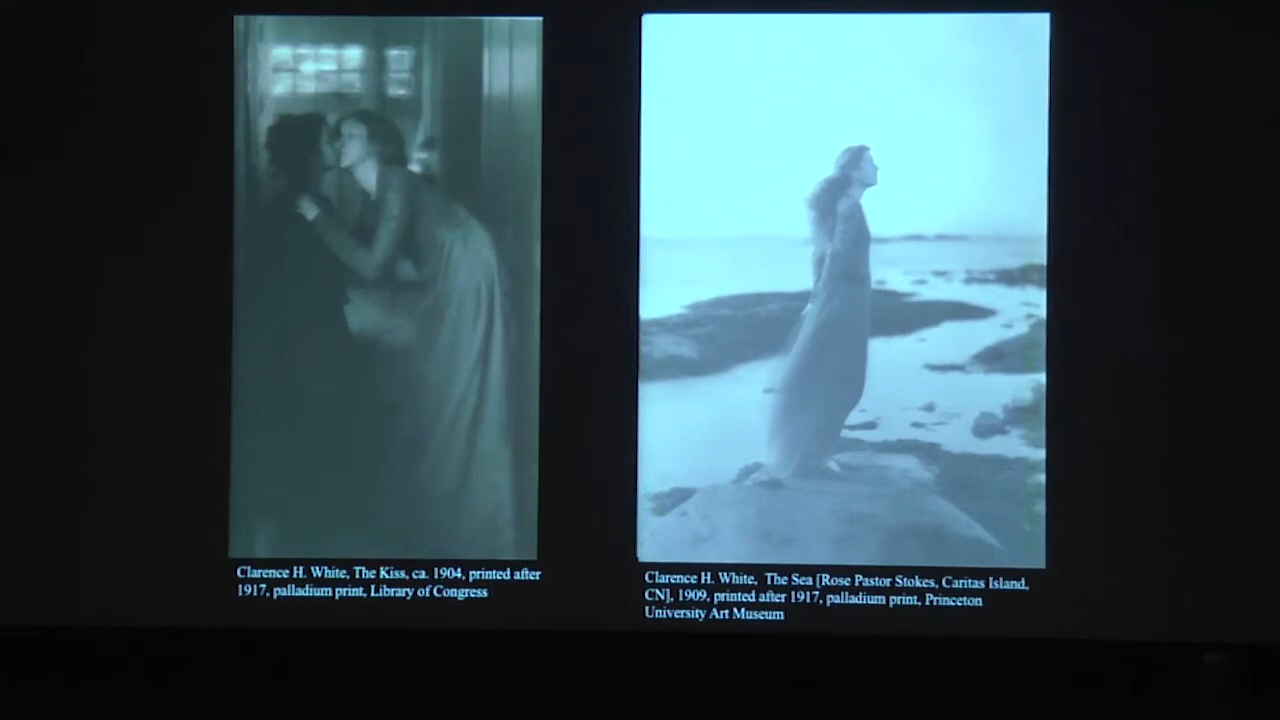 Clarence H. White, The Kiss, ca. 1904, printed after
1917, palladium print, Library of Congress
Clarence H. White, The Sea [Rose Pastor Stokes, Caritas Island,
CN], 1909, printed after 1917, palladium print, Princeton
University Art Museum